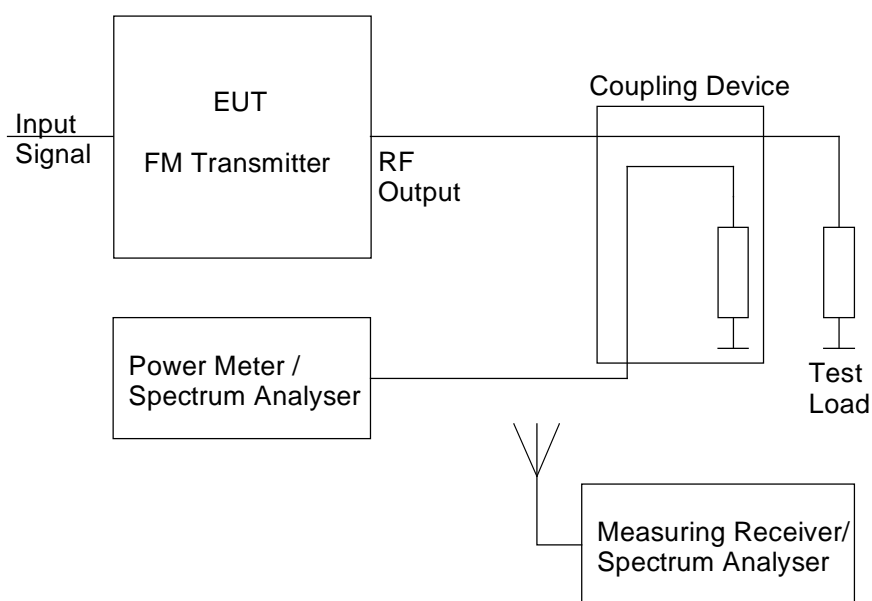 Input
Signal
EUT
FM Transmitter
RF
Output
Coupling Device
Power Meter /
Spectrum Analyser
Test
Load
Measuring Receiver/
Spectrum Analyser